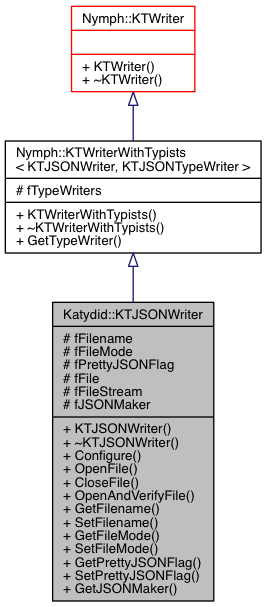 Nymph::KTWriter
+ KTWriter()
+ ~KTWriter()
Nymph::KTWriterWithTypists
< KTJSONWriter, KTJSONTypeWriter >
# fTypeWriters
+ KTWriterWithTypists()
+ ~KTWriterWithTypists()
+ GetTypeWriter()
Katydid::KTJSONWriter
# fFilename
# fFileMode
# fPrettyJSONFlag
# fFile
# fFileStream
# fJSONMaker
+ KTJSONWriter()
+ ~KTJSONWriter()
+ Configure()
+ OpenFile()
+ CloseFile()
+ OpenAndVerifyFile()
+ GetFilename()
+ SetFilename()
+ GetFileMode()
+ SetFileMode()
+ GetPrettyJSONFlag()
+ SetPrettyJSONFlag()
+ GetJSONMaker()